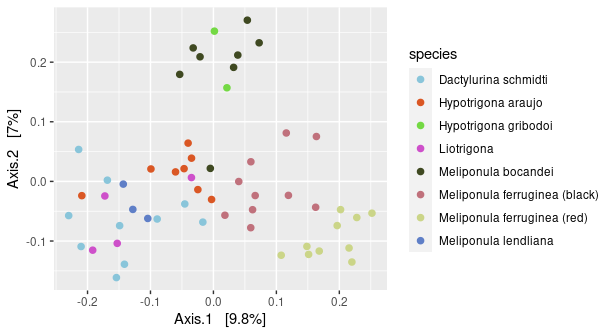 species
Dactylurina schmidti
Hypotrigona araujo
Hypotrigona gribodoi
Liotrigona
Meliponula bocandei
Meliponula ferruginea (black)
Meliponula ferruginea (red)
Meliponula lendliana
Axis.2 [7%]
0.2
0.1
0.0
-0.1
-0.2
-0.1
0.0
0.1
0.2
Axis.1 [9.8%]